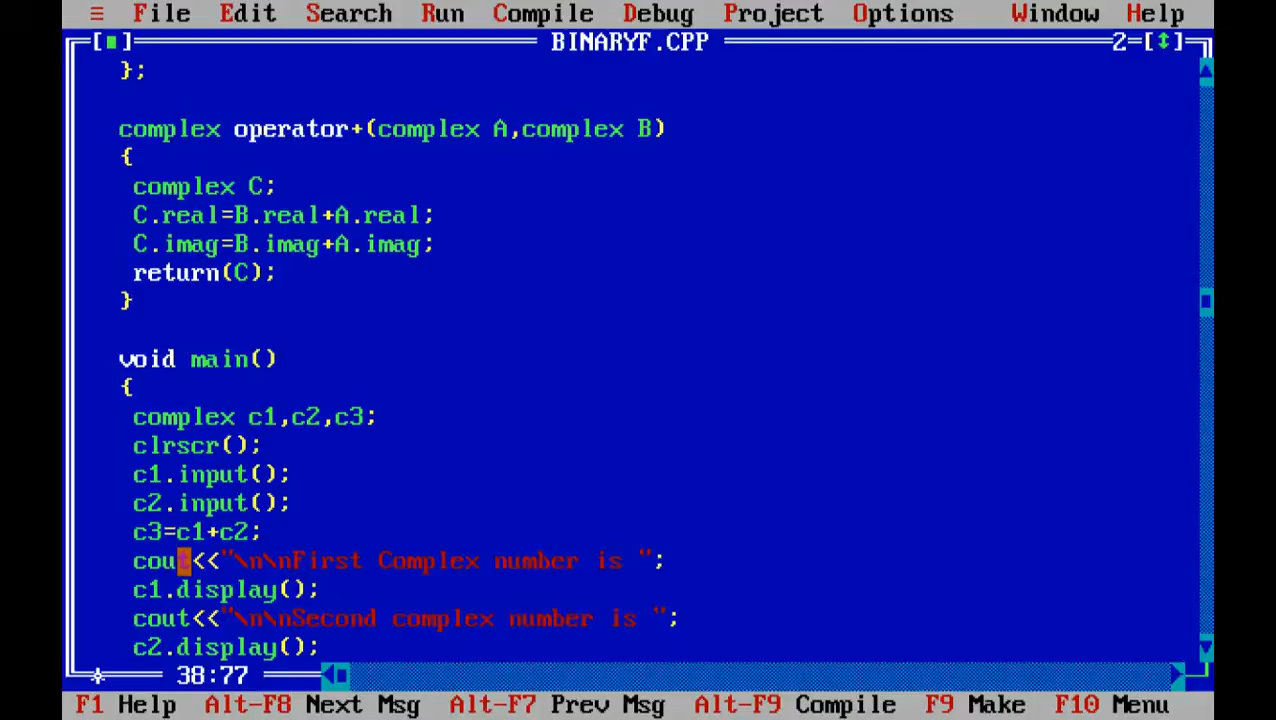 ≡ File Edit Search Run Compile Debug Project Options Window Help
[■] BINARYF.CPP 2=[↕]
};
complex operator+(complex A,complex B)
{
complex C;
C.real=B.real+A.real;
C.imag=B.imag+A.imag;
return(C);
}
void main()
{
complex c1,c2,c3;
clrscr();
c1.input();
c2.input();
c3=c1+c2;
cout<<"\n\nFirst Complex number is ";
c1.display();
cout<<"\n\nSecond complex number is ";
c2.display();
38:77
F1 Help Alt-F8 Next Msg Alt-F7 Prev Msg Alt-F9 Compile F9 Make F10 Menu